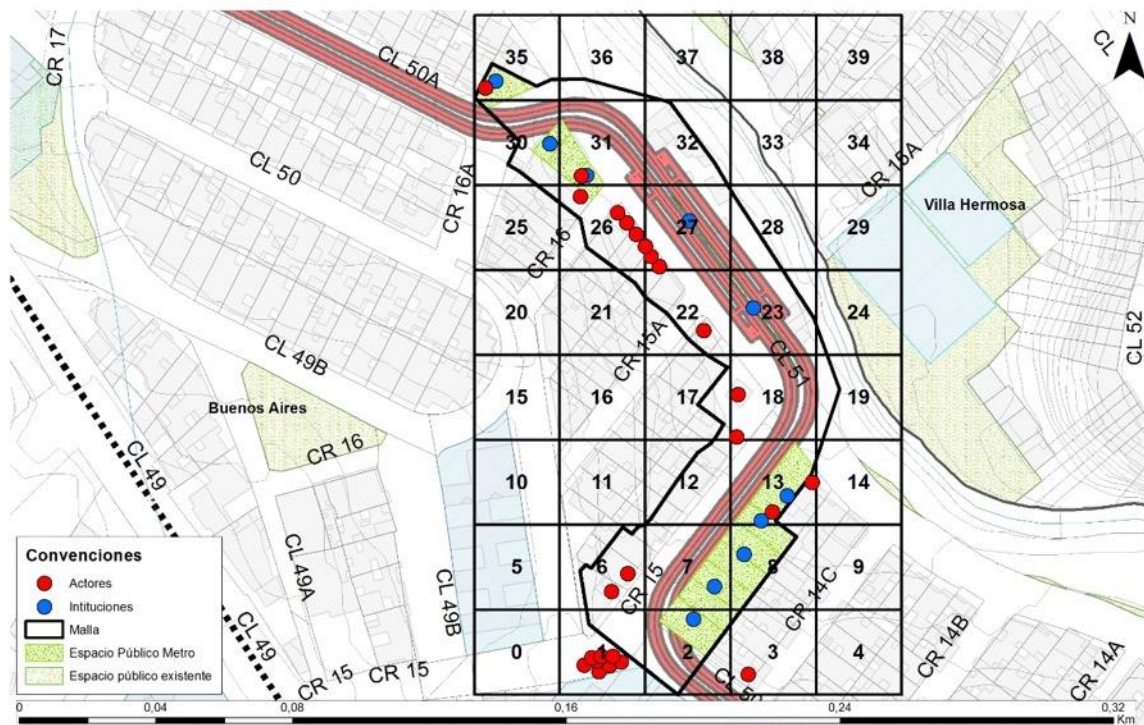 35 36 37 38 39
N
CR 17
CL 50A
CL
30 31 32 33 34
CL 50
CR 16A
CR 15A
Villa Hermosa
25 26 27 28 29
CR 16
20 21 22 23 24
CL 49B
CR 15A
CL 51
CL 52
15 16 17 18 19
Buenos Aires
CR 16
CL 49
10 11 12 13 14
Convenciones
Actores
Intituciones
Malla
Espacio Público Metro
Espacio público existente
CL 49A
CL 49B
5 6 7 8 9
CR 15
CP 14C
CR 14B
CR 14A
CL 49
0 1 2 3 4
CR 15
CR 15
0 0,04 0,08 0,16 0,24 0,32
Km